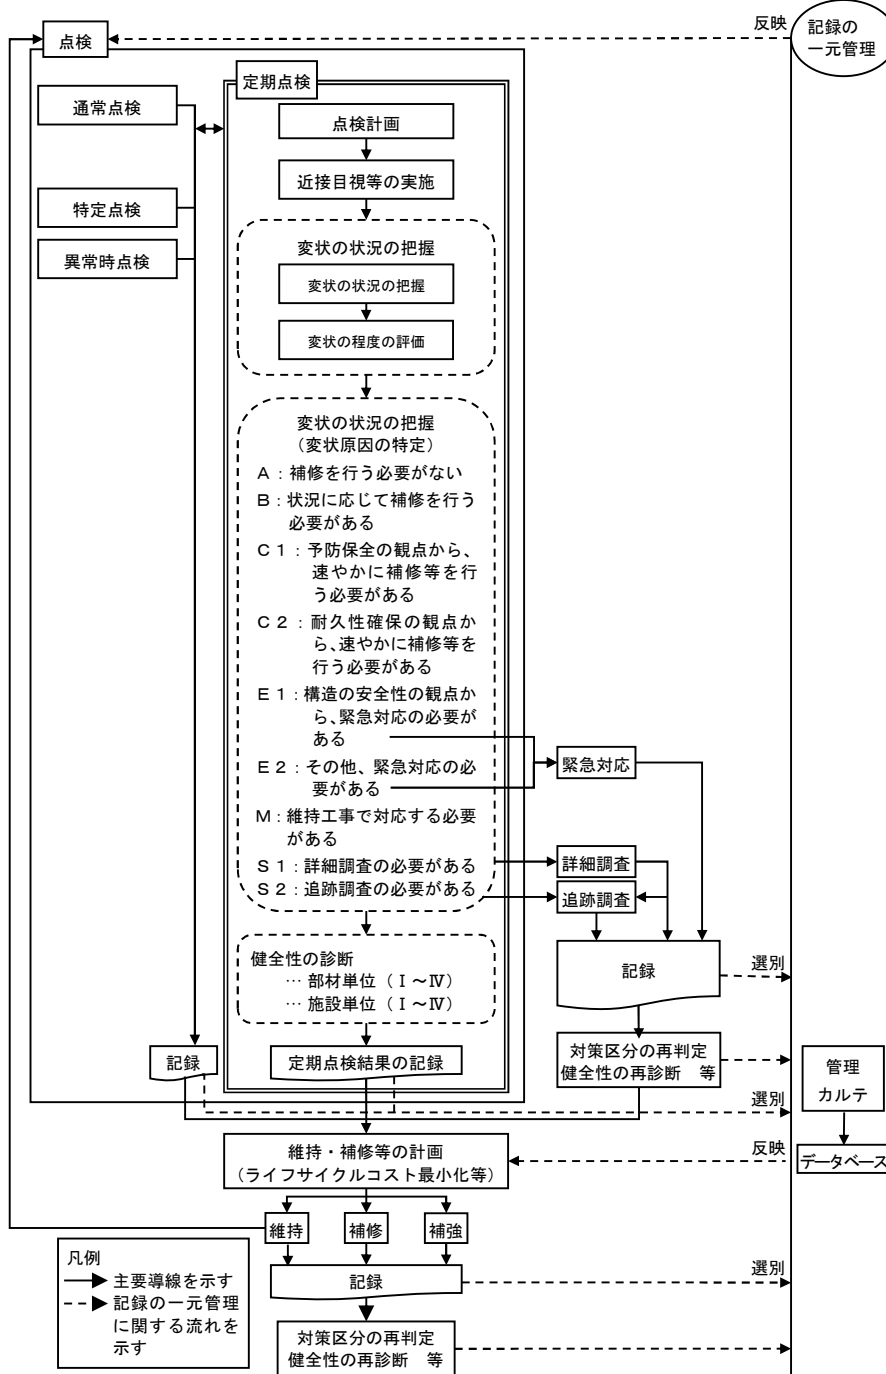 点検
反映
記録の
一元管理
定期点検
通常点検
点検計画
近接目視等の実施
特定点検
異常時点検
変状の状況の把握
変状の状況の把握
変状の程度の評価
変状の状況の把握
（変状原因の特定）
A：補修を行う必要がない
B：状況に応じて補修を行う
必要がある
C1：予防保全の観点から、
速やかに補修等を行
う必要がある
C2：耐久性確保の観点か
ら、速やかに補修等を
行う必要がある
E1：構造の安全性の観点か
ら、緊急対応の必要が
ある
E2：その他、緊急対応の必
要がある
M：維持工事で対応する必要
がある
S1：詳細調査の必要がある
S2：追跡調査の必要がある
緊急対応
詳細調査
追跡調査
記録
選別
健全性の診断
… 部材単位（Ⅰ～Ⅳ）
… 施設単位（Ⅰ～Ⅳ）
記録
定期点検結果の記録
対策区分の再判定
健全性の再診断 等
選別
管理
カルテ
データベース
維持・補修等の計画
（ライフサイクルコスト最小化等）
反映
維持
補修
補強
記録
選別
対策区分の再判定
健全性の再診断 等
凡例
主要導線を示す
記録の一元管理
に関する流れを
示す